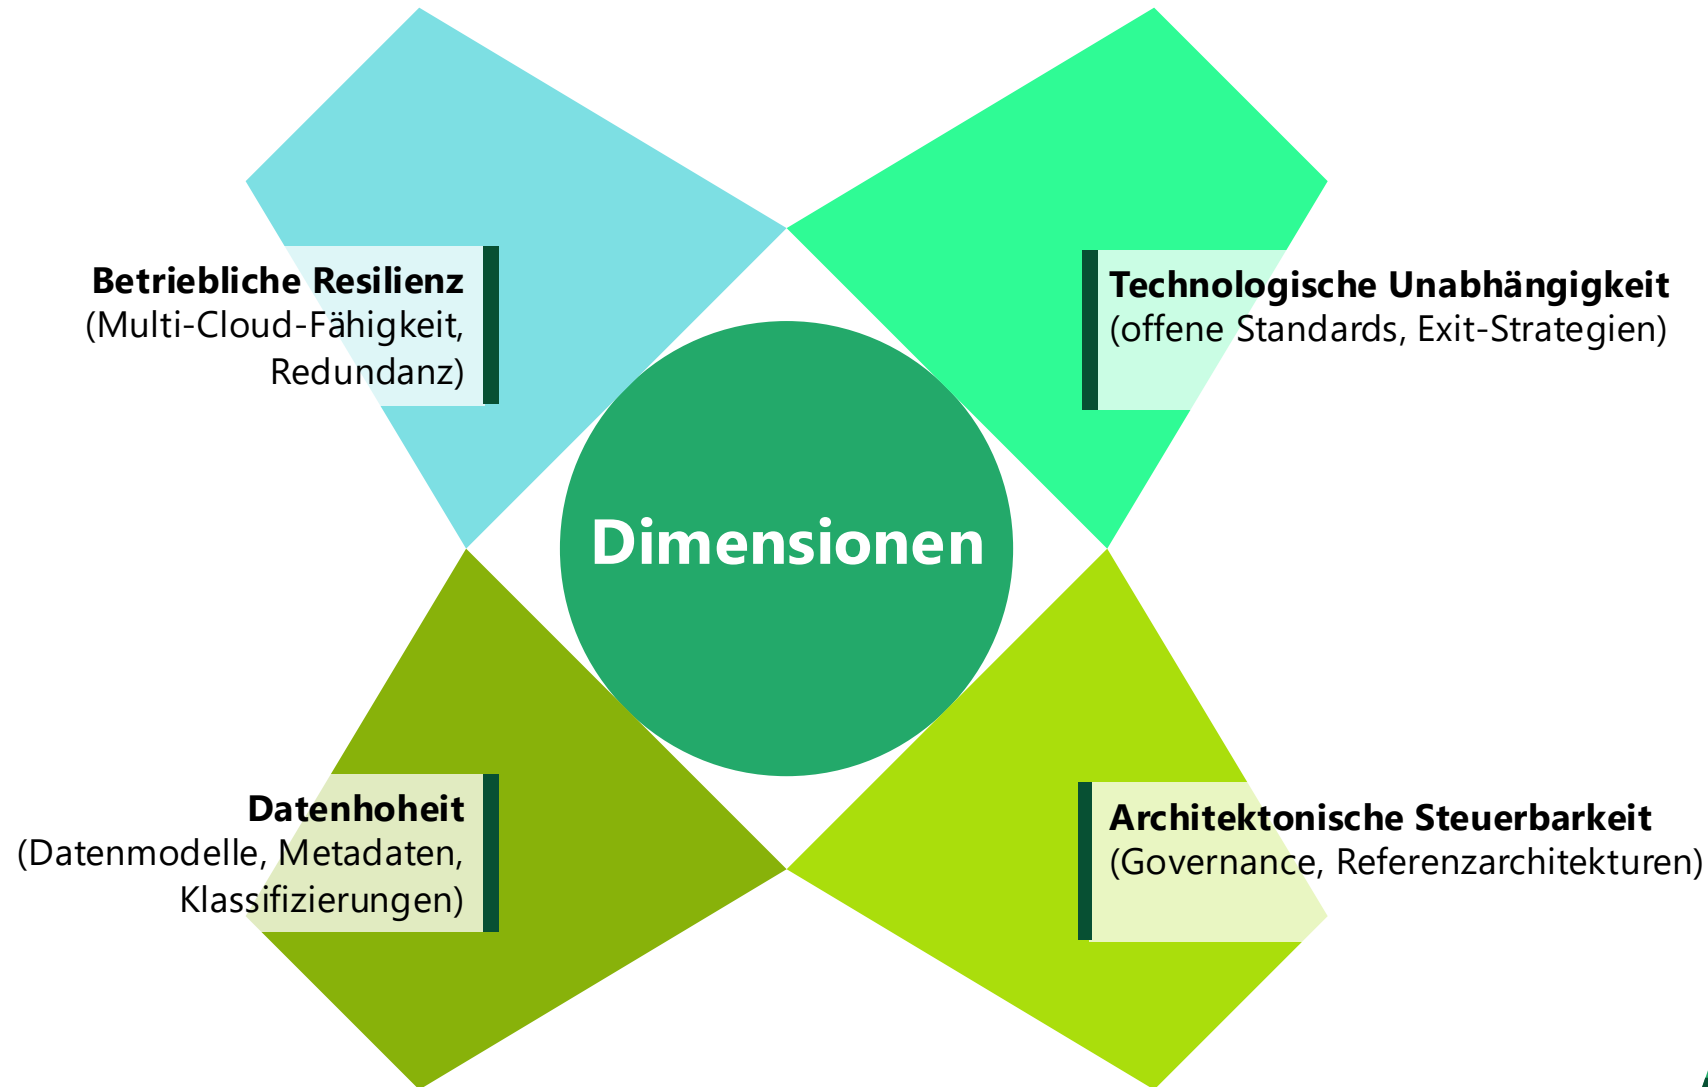 Betriebliche Resilienz
(Multi-Cloud-Fähigkeit,
Redundanz)
Technologische Unabhängigkeit
(offene Standards, Exit-Strategien)
Dimensionen
Datenhoheit
(Datenmodelle, Metadaten,
Klassifizierungen)
Architektonische Steuerbarkeit
(Governance, Referenzarchitekturen)